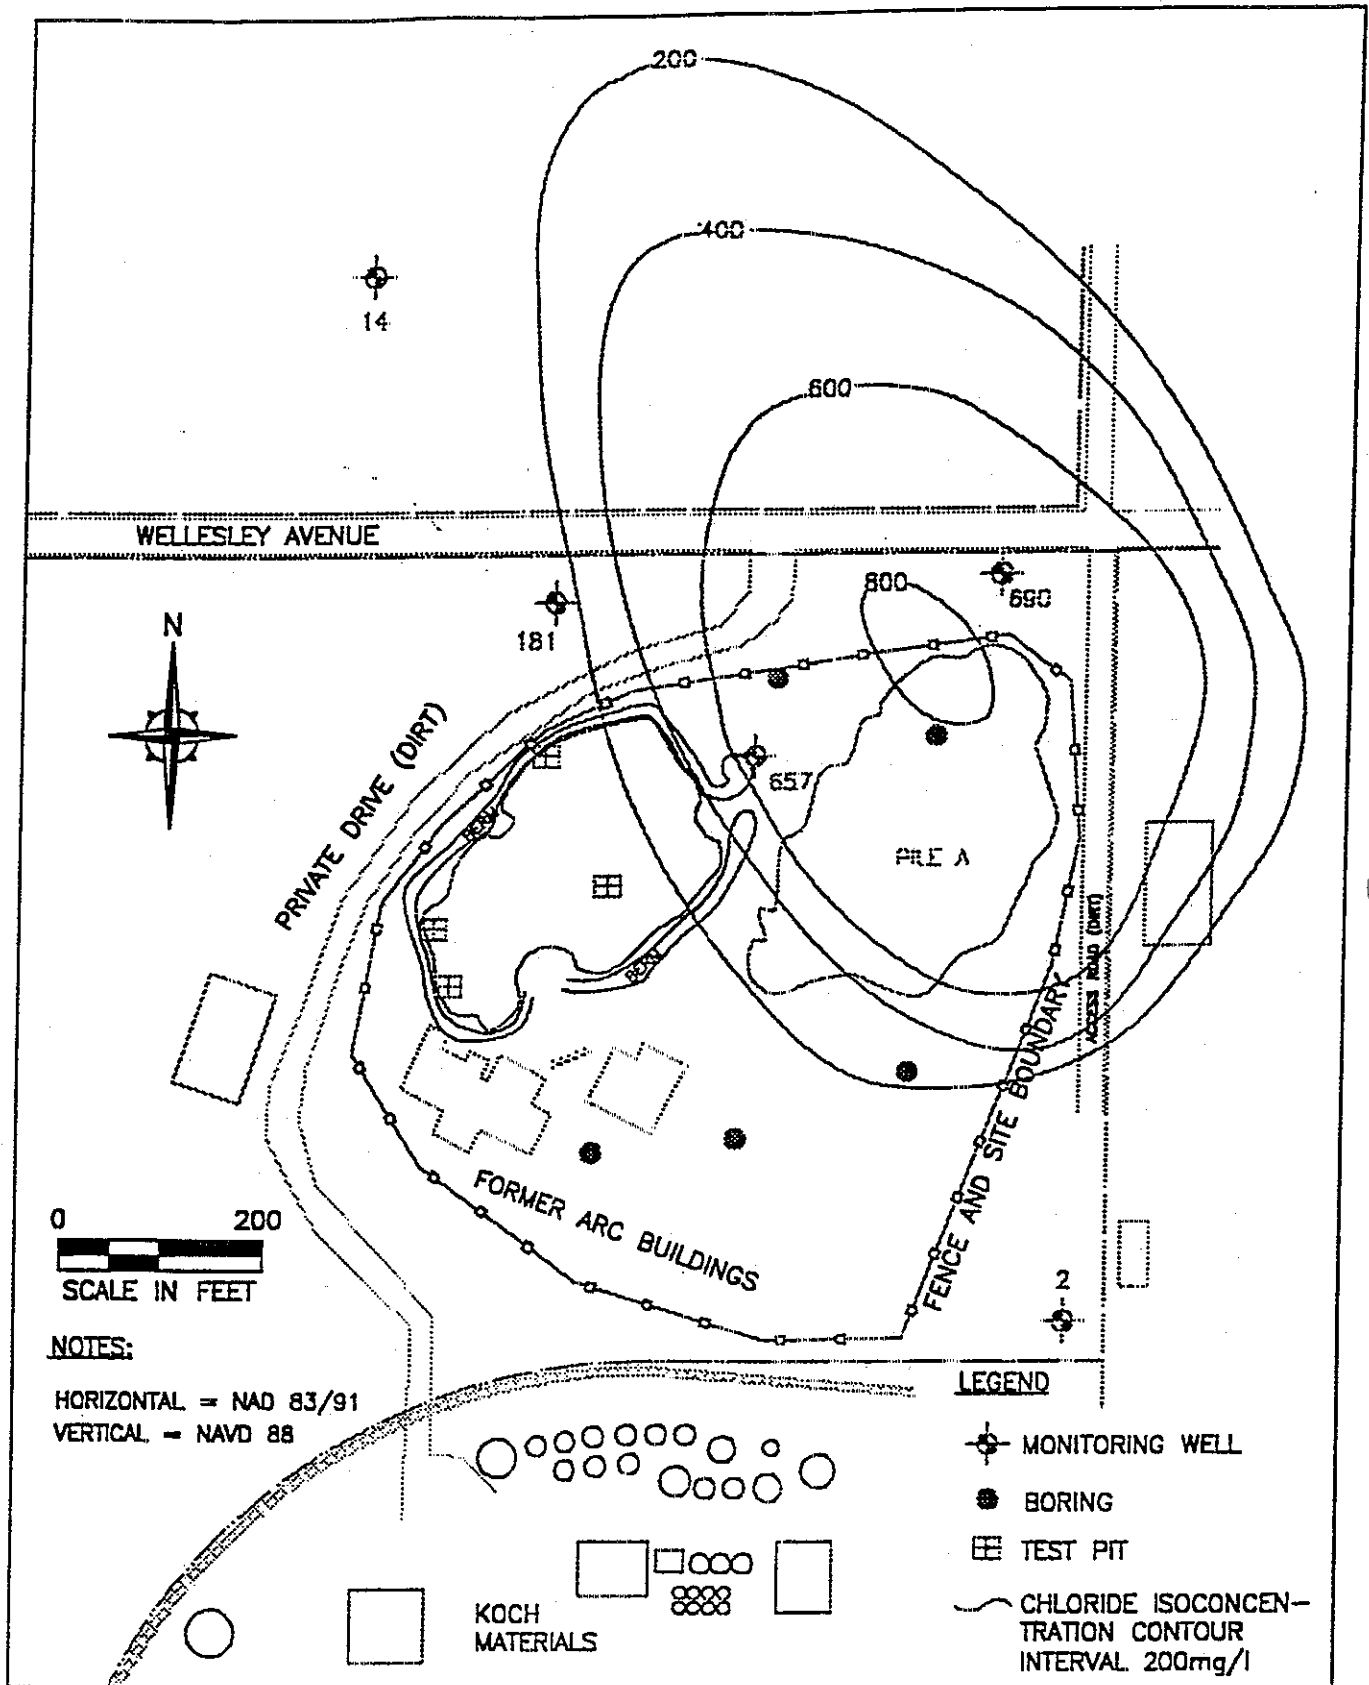 200
400
14
600
WELLESLEY AVENUE
800
690
181
N
657
PRIVATE DRIVE (DIRT)
BERM
PILE A
BERM
ACCESS ROAD (DIRT)
FENCE AND SITE BOUNDARY
FORMER ARC BUILDINGS
0 200
SCALE IN FEET
2
NOTES:
HORIZONTAL = NAD 83/91
VERTICAL = NAVD 88
LEGEND
MONITORING WELL
BORING
TEST PIT
CHLORIDE ISOCONCEN-
TRATION CONTOUR
INTERVAL 200mg/l
KOCH
MATERIALS